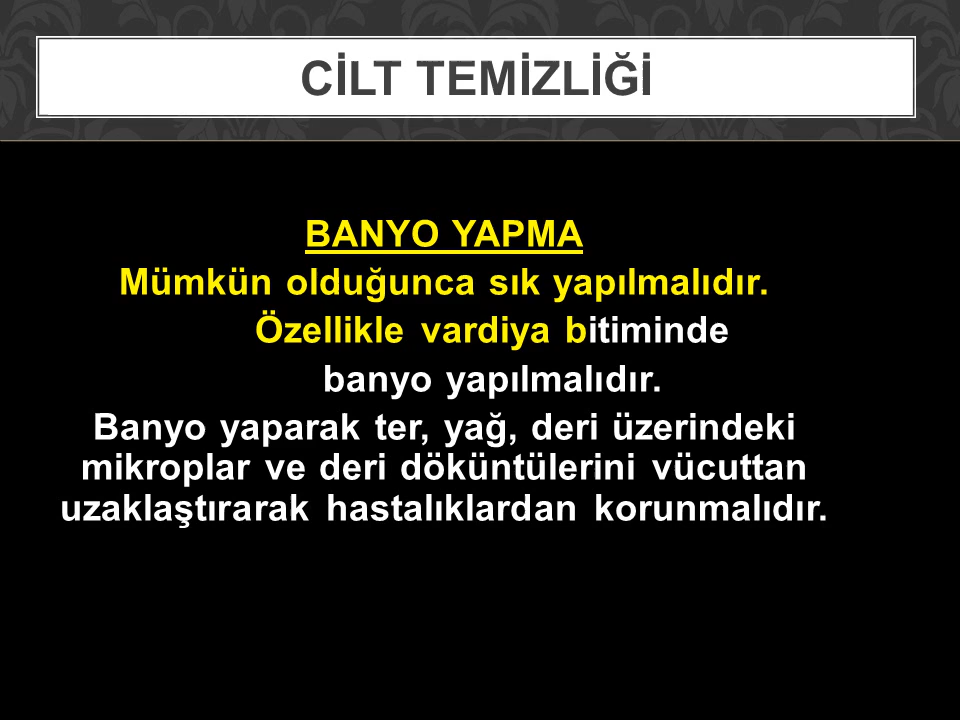 CİLT TEMİZLİĞİ
BANYO YAPMA
Mümkün olduğunca sık yapılmalıdır.
Özellikle vardiya bitiminde
banyo yapılmalıdır.
Banyo yaparak ter, yağ, deri üzerindeki
mikroplar ve deri döküntülerini vücuttan
uzaklaştırarak hastalıklardan korunmalıdır.